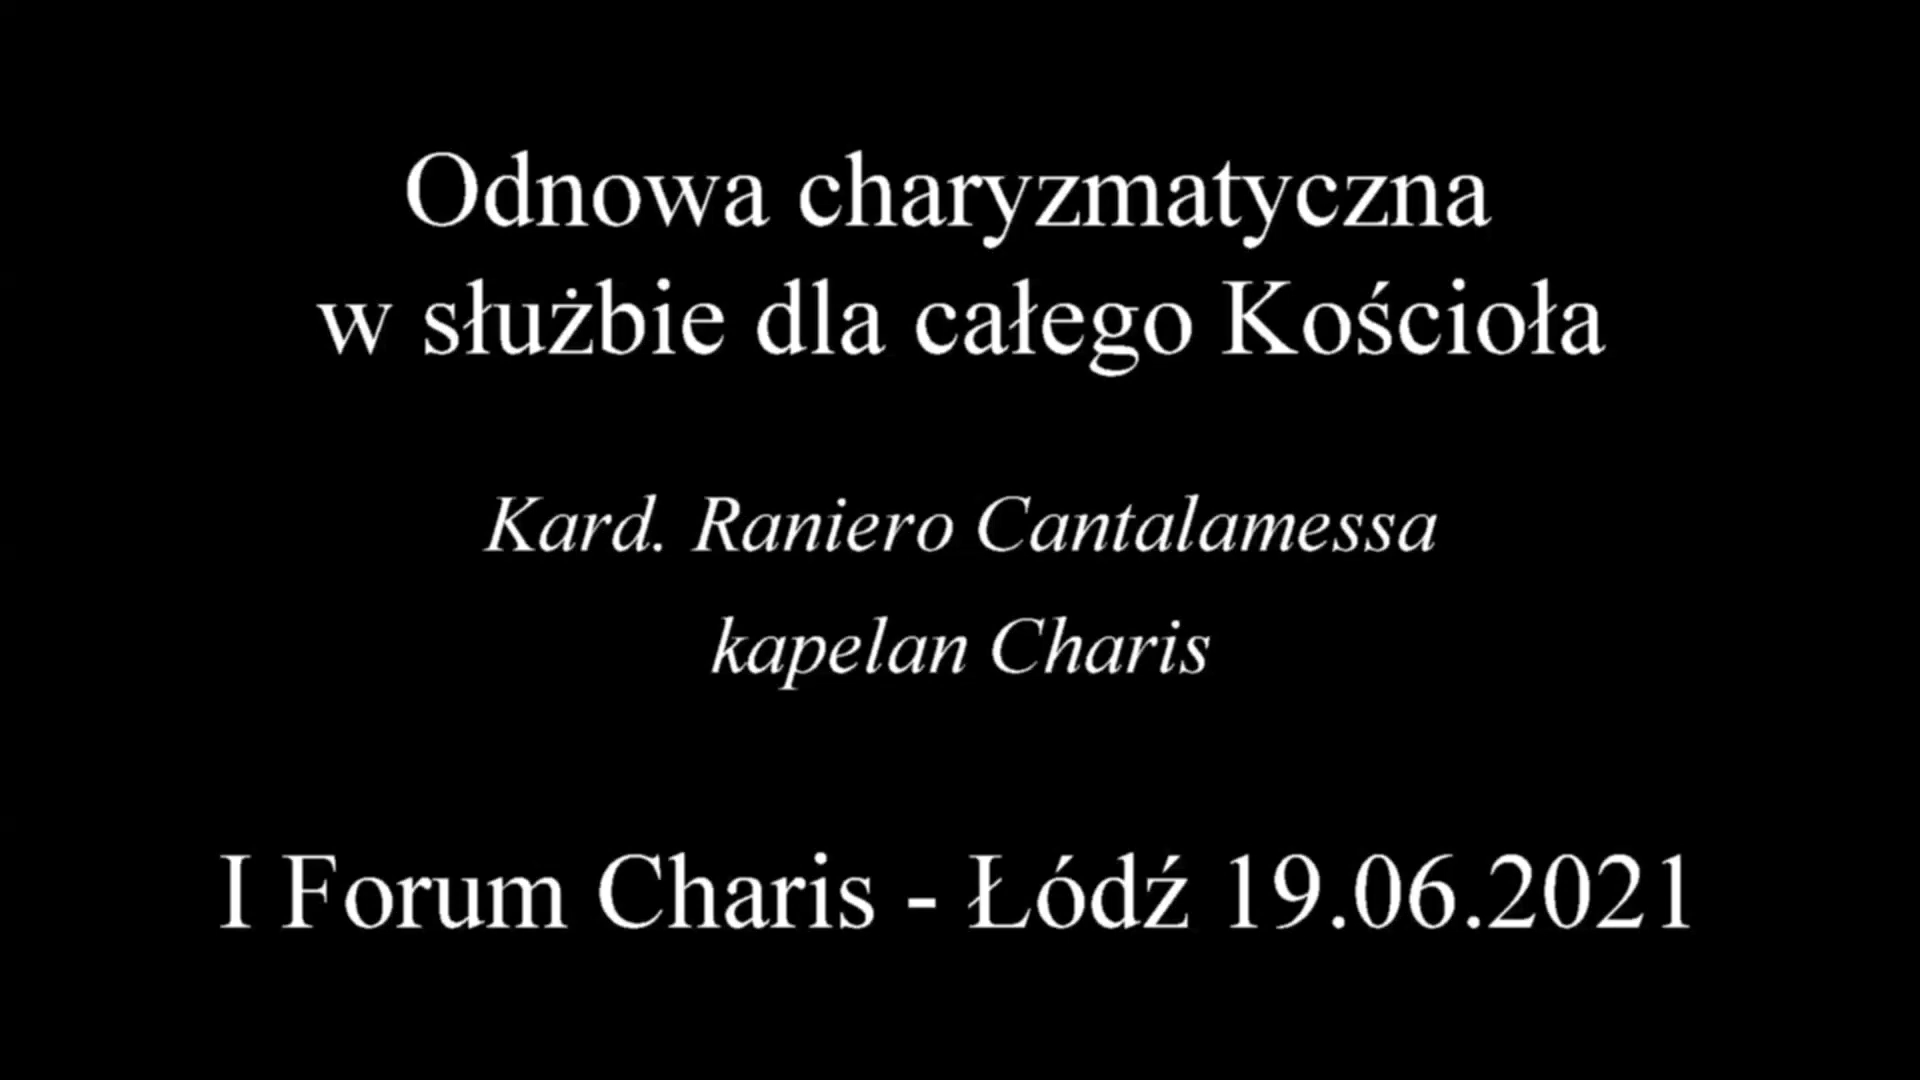 Odnowa charyzmatyczna
w służbie dla całego Kościoła
Kard. Raniero Cantalamessa
kapelan Charis
I Forum Charis - Łódź 19.06.2021